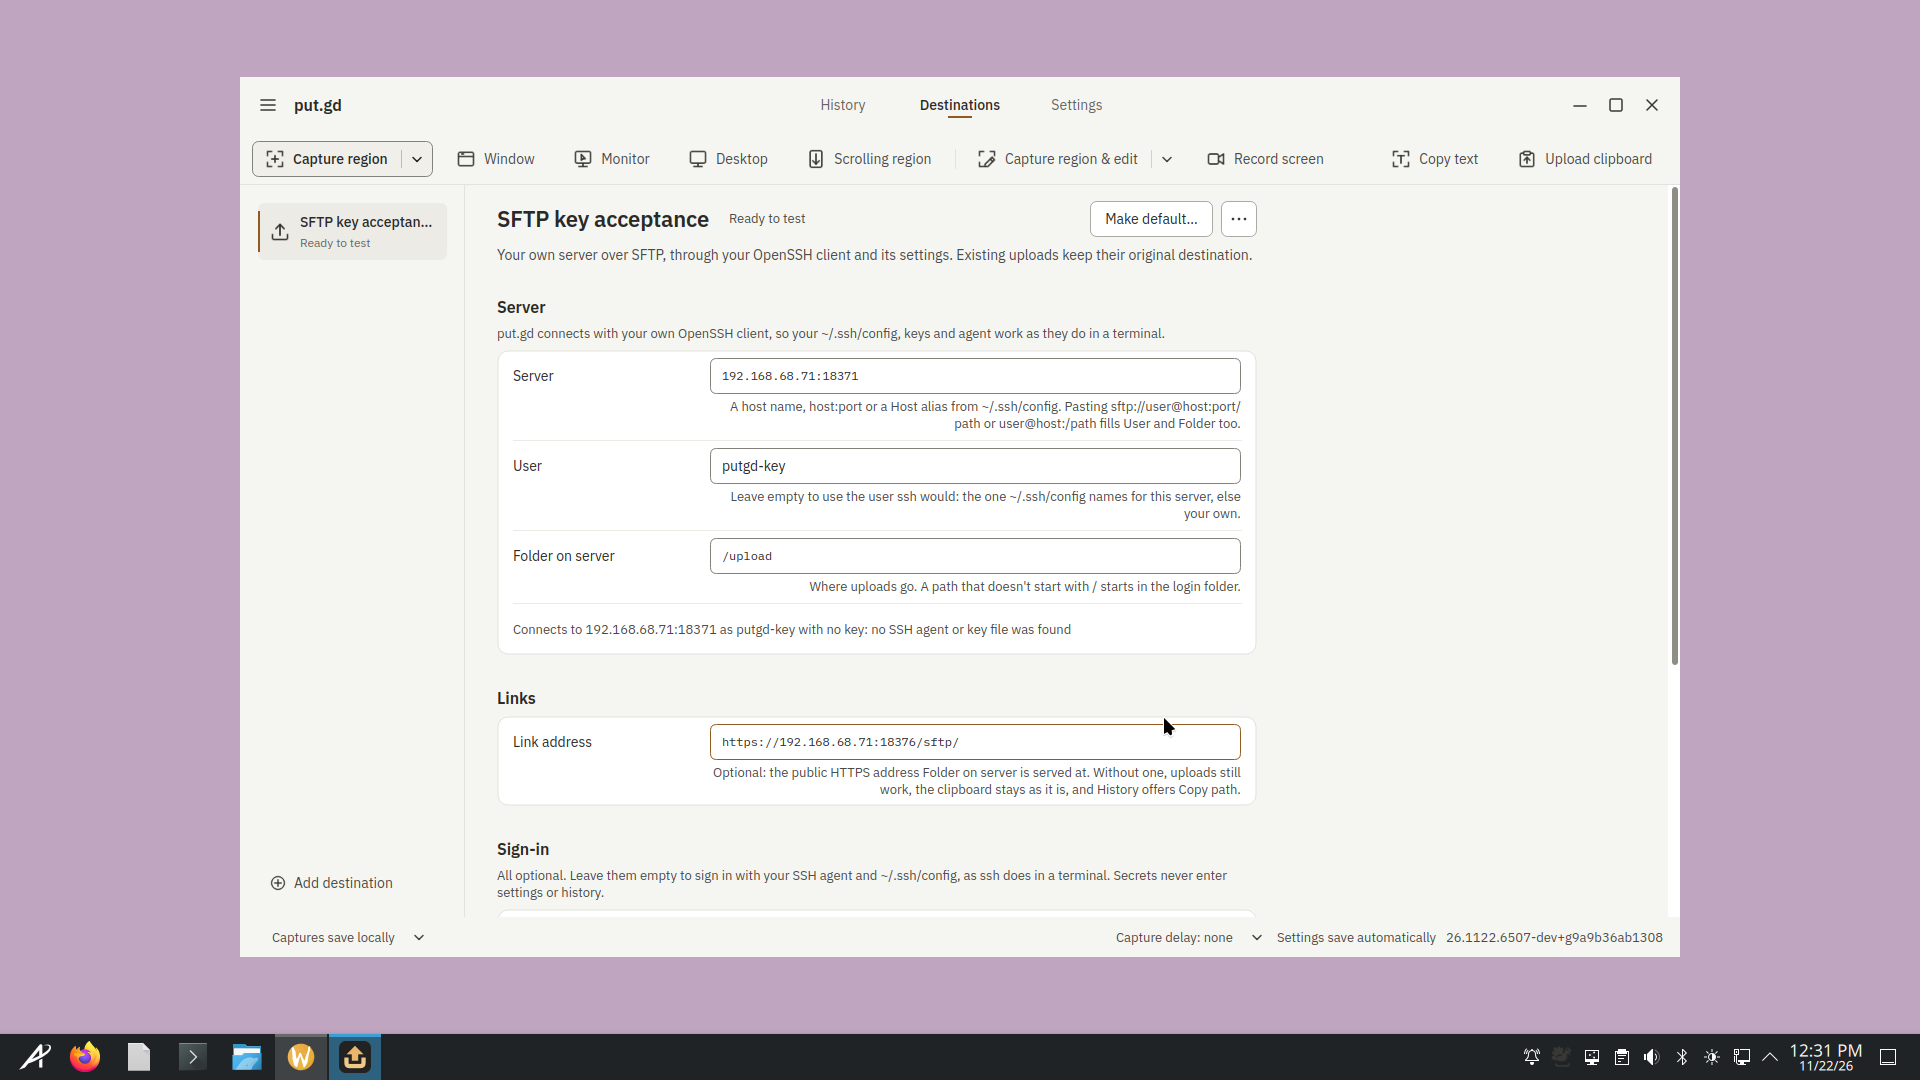 put.gd
History
Destinations
Settings
Capture region
Window
Monitor
Desktop
Scrolling region
Capture region & edit
Record screen
Copy text
Upload clipboard
SFTP key acceptan...
Ready to test
SFTP key acceptance
Ready to test
Make default...
Your own server over SFTP, through your OpenSSH client and its settings. Existing uploads keep their original destination.
Server
put.gd connects with your own OpenSSH client, so your ~/.ssh/config, keys and agent work as they do in a terminal.
Server
192.168.68.71:18371
A host name, host:port or a Host alias from ~/.ssh/config. Pasting sftp://user@host:port/
path or user@host:/path fills User and Folder too.
User
putgd-key
Leave empty to use the user ssh would: the one ~/.ssh/config names for this server, else
your own.
Folder on server
/upload
Where uploads go. A path that doesn't start with / starts in the login folder.
Connects to 192.168.68.71:18371 as putgd-key with no key: no SSH agent or key file was found
Links
Link address
https://192.168.68.71:18376/sftp/
Optional: the public HTTPS address Folder on server is served at. Without one, uploads still
work, the clipboard stays as it is, and History offers Copy path.
Sign-in
All optional. Leave them empty to sign in with your SSH agent and ~/.ssh/config, as ssh does in a terminal. Secrets never enter
settings or history.
Add destination
Captures save locally
Capture delay: none
Settings save automatically
26.1122.6507-dev+g9a9b36ab1308
12:31 PM
11/22/26